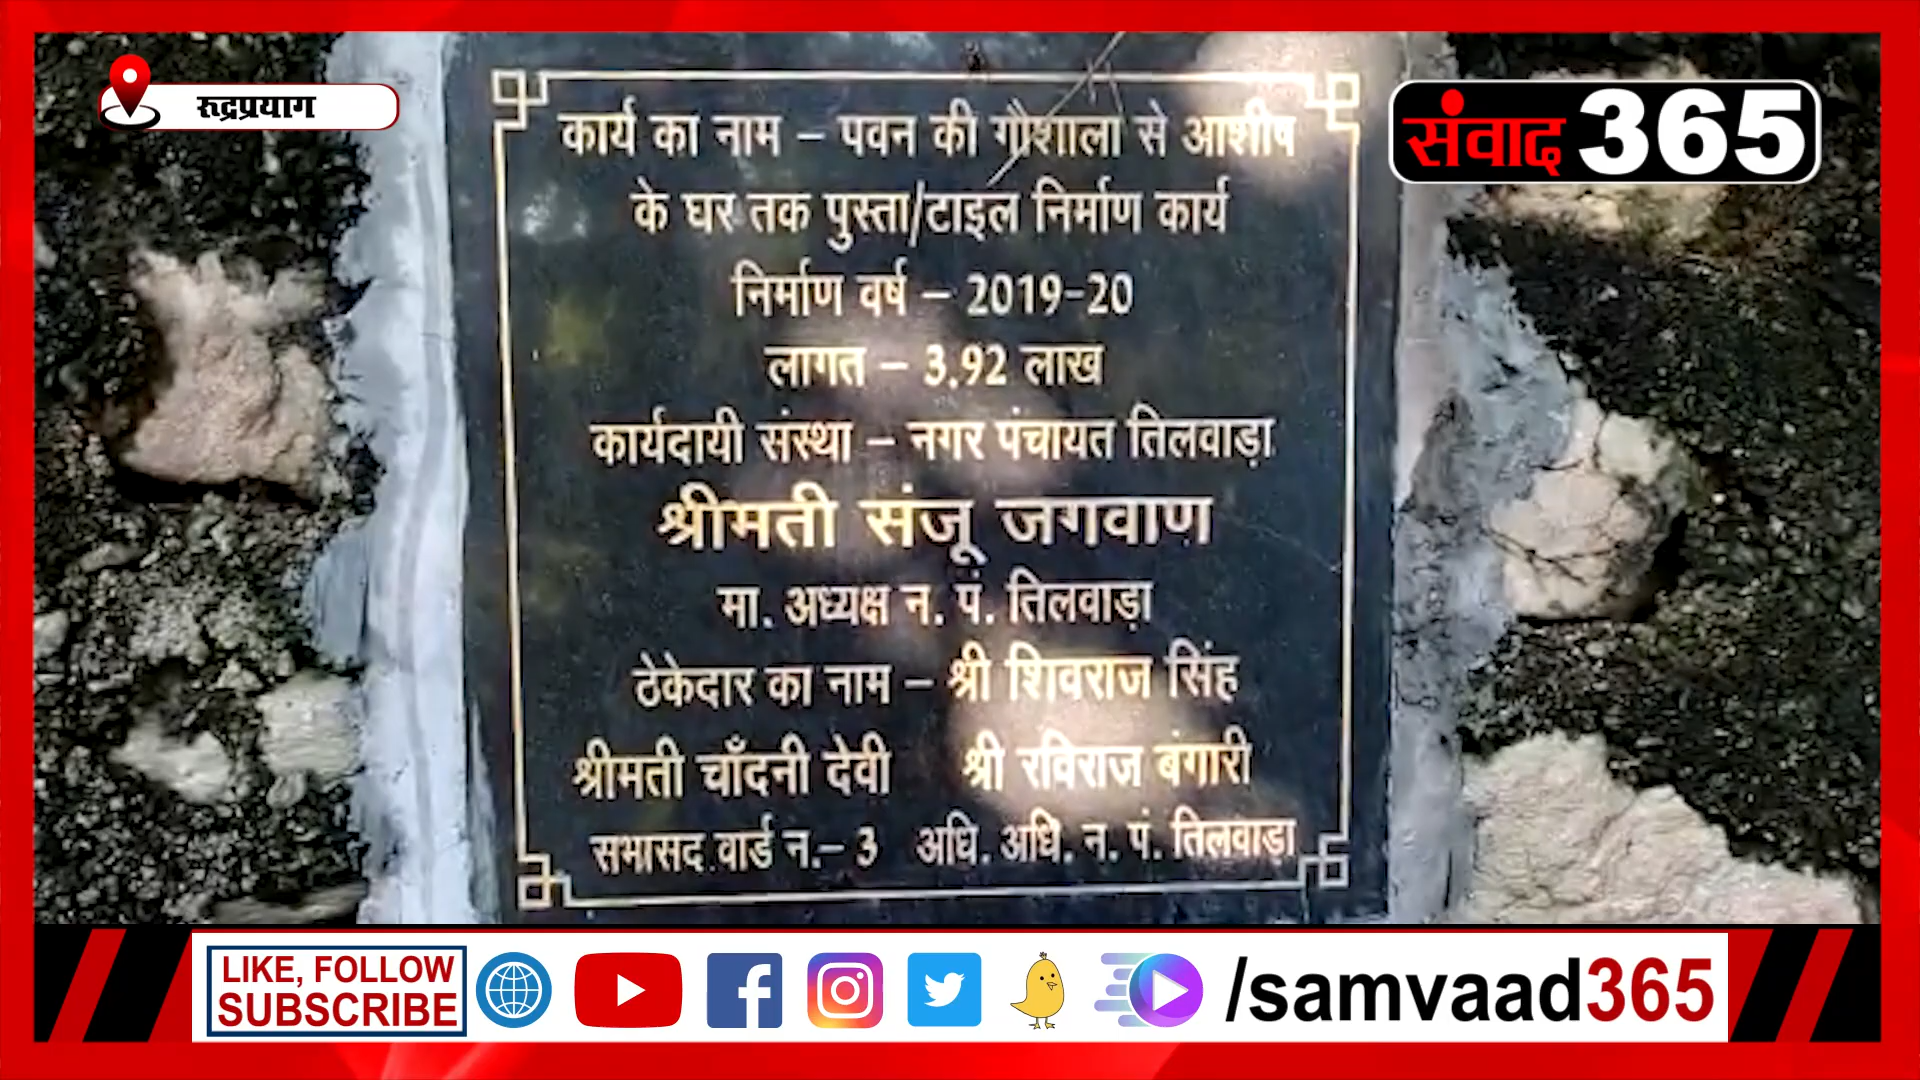 रुद्रप्रयाग
संवाद 365
कार्य का नाम – पवन की गौशाला से आशीष
के घर तक पुस्ता/टाइल निर्माण कार्य
निर्माण वर्ष – 2019-20
लागत – 3.92 लाख
कार्यदायी संस्था – नगर पंचायत तिलवाड़ा
श्रीमती संजू जगवाण
मा. अध्यक्ष न. पं. तिलवाड़ा
ठेकेदार का नाम – श्री शिवराज सिंह
श्रीमती चाँदनी देवी श्री रविराज बंगारी
सभासद वार्ड न.– 3 अधि. अधि. न. पं. तिलवाड़ा
LIKE, FOLLOW
SUBSCRIBE
/samvaad365